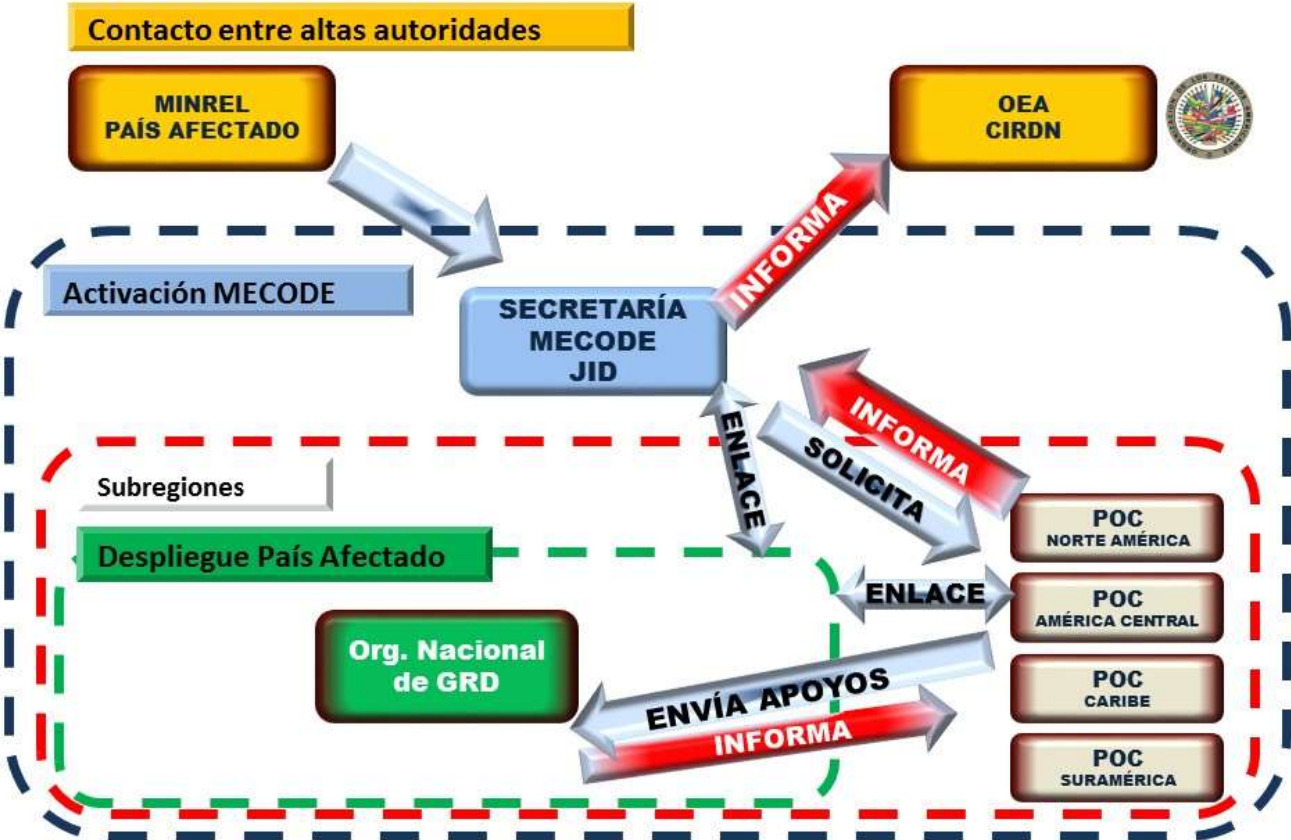 Contacto entre altas autoridades
MINREL
PAÍS AFECTADO
OEA
CIRDN
INFORMA
Activación MECODE
SECRETARÍA
MECODE
JID
ENLACE
SOLICITA
INFORMA
Subregiones
Despliegue País Afectado
POC
NORTE AMÉRICA
ENLACE
POC
AMÉRICA CENTRAL
Org. Nacional
de GRD
ENVÍA APOYOS
INFORMA
POC
CARIBE
POC
SURAMÉRICA